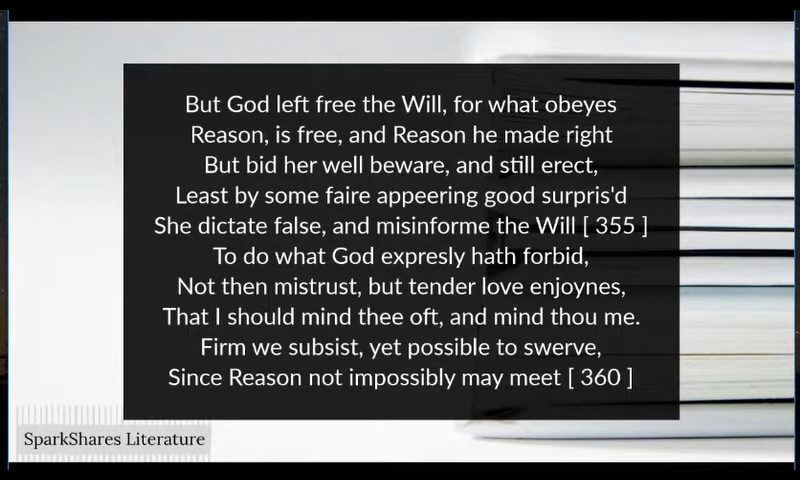 But God left free the Will, for what obeyes
Reason, is free, and Reason he made right
But bid her well beware, and still erect,
Least by some faire appeering good surpris'd
She dictate false, and misinforme the Will [ 355 ]
To do what God expresly hath forbid,
Not then mistrust, but tender love enjoynes,
That I should mind thee oft, and mind thou me.
Firm we subsist, yet possible to swerve,
Since Reason not impossibly may meet [ 360 ]
SparkShares Literature